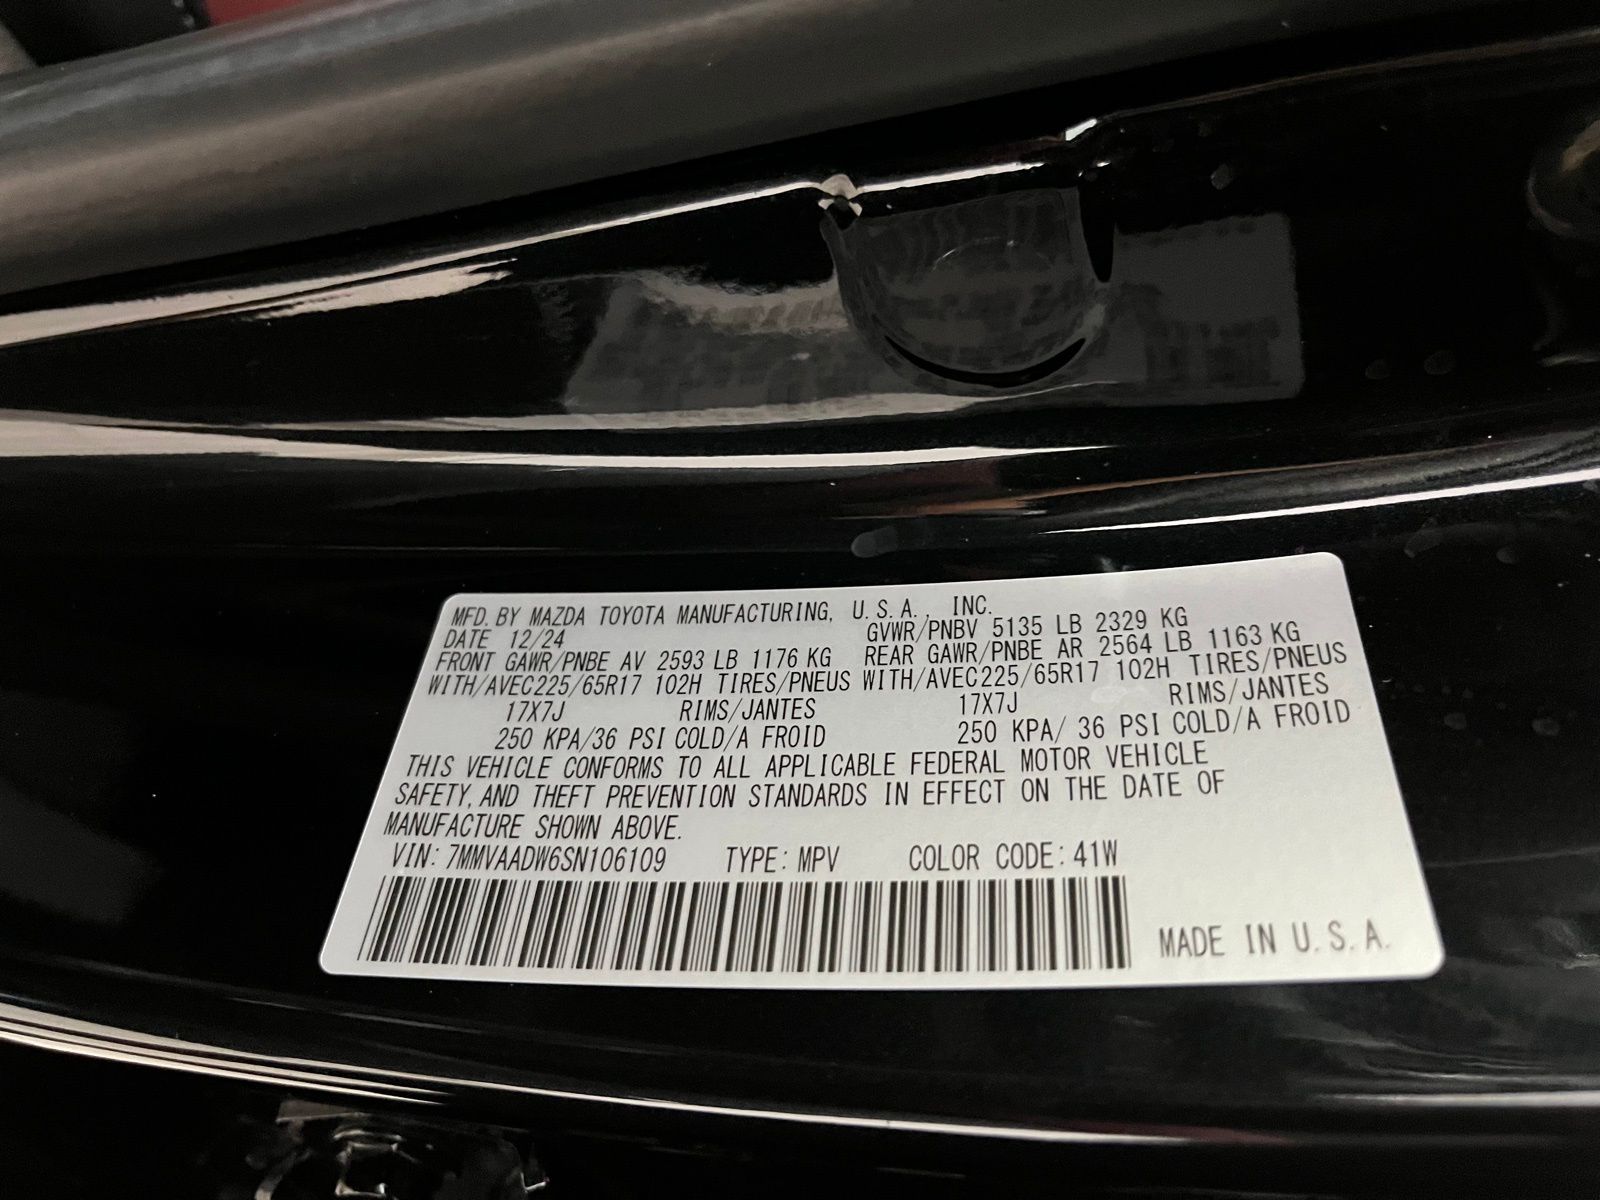 MFD. BY MAZDA TOYOTA MANUFACTURING, U.S.A., INC.
DATE 12/24 GVWR/PNBV 5135 LB 2329 KG
FRONT GAWR/PNBE AV 2593 LB 1176 KG REAR GAWR/PNBE AR 2564 LB 1163 KG
WITH/AVEC 225/65R17 102H TIRES/PNEUS WITH/AVEC 225/65R17 102H TIRES/PNEUS
17X7J RIMS/JANTES 17X7J RIMS/JANTES
250 KPA/36 PSI COLD/A FROID 250 KPA/ 36 PSI COLD/A FROID
THIS VEHICLE CONFORMS TO ALL APPLICABLE FEDERAL MOTOR VEHICLE
SAFETY, AND THEFT PREVENTION STANDARDS IN EFFECT ON THE DATE OF
MANUFACTURE SHOWN ABOVE.
VIN: 7MMVAADW6SN106109 TYPE: MPV COLOR CODE: 41W
MADE IN U.S.A.